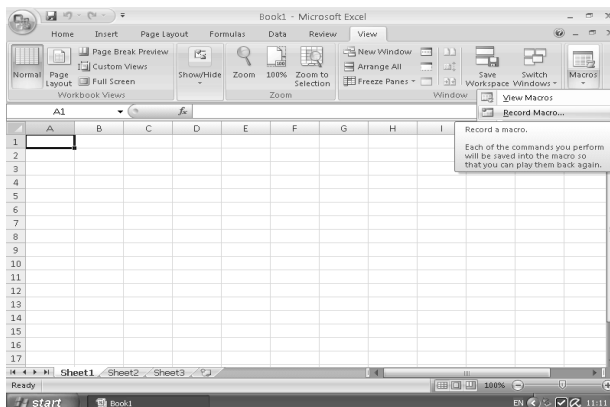 Book1 - Microsoft Excel
Home Insert Page Layout Formulas Data Review View
Normal
Page Layout
Page Break Preview
Custom Views
Full Screen
Workbook Views
Show/Hide
Zoom
100%
Zoom to Selection
Zoom
New Window
Arrange All
Freeze Panes
Window
Save Workspace
Switch Windows
Macros
View Macros
Record Macro...
Record a macro.
Each of the commands you perform
will be saved into the macro so
that you can play them back again.
A1
fx
A B C D E F G H I
1
2
3
4
5
6
7
8
9
10
11
12
13
14
15
16
17
Sheet1 Sheet2 Sheet3
Ready
100%
start
Book1
EN
11:11